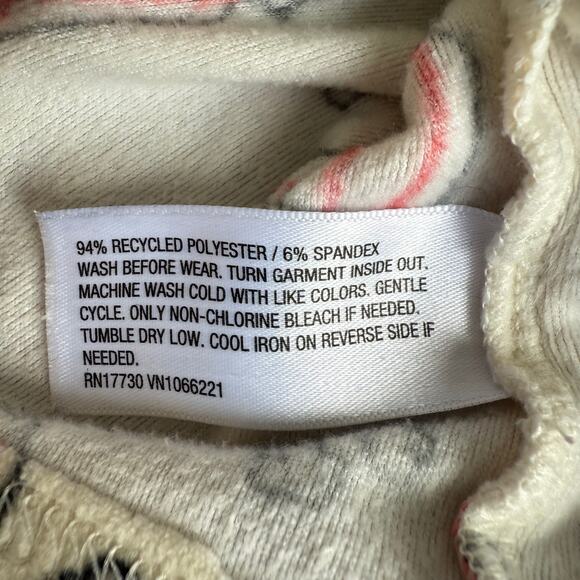 94% RECYCLED POLYESTER / 6% SPANDEX
WASH BEFORE WEAR. TURN GARMENT INSIDE OUT.
MACHINE WASH COLD WITH LIKE COLORS. GENTLE
CYCLE. ONLY NON-CHLORINE BLEACH IF NEEDED.
TUMBLE DRY LOW. COOL IRON ON REVERSE SIDE IF
NEEDED.
RN17730 VN1066221